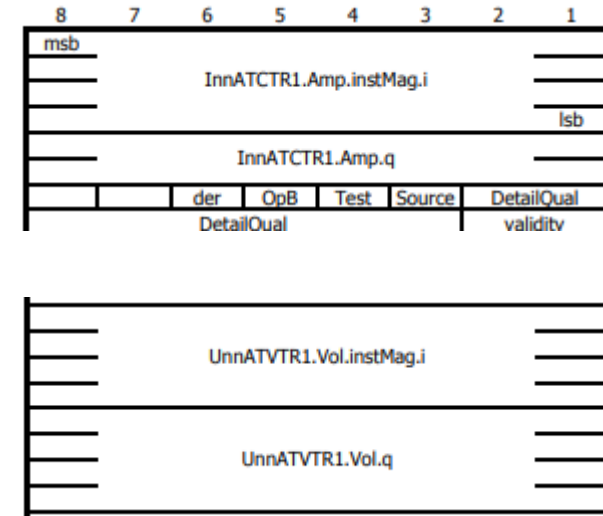 8 7 6 5 4 3 2 1
msb
InnATCTR1.Amp.instMag.i
lsb
InnATCTR1.Amp.q
der OpB Test Source DetailQual
DetailQual validity
UnnATVTR1.Vol.instMag.i
UnnATVTR1.Vol.q